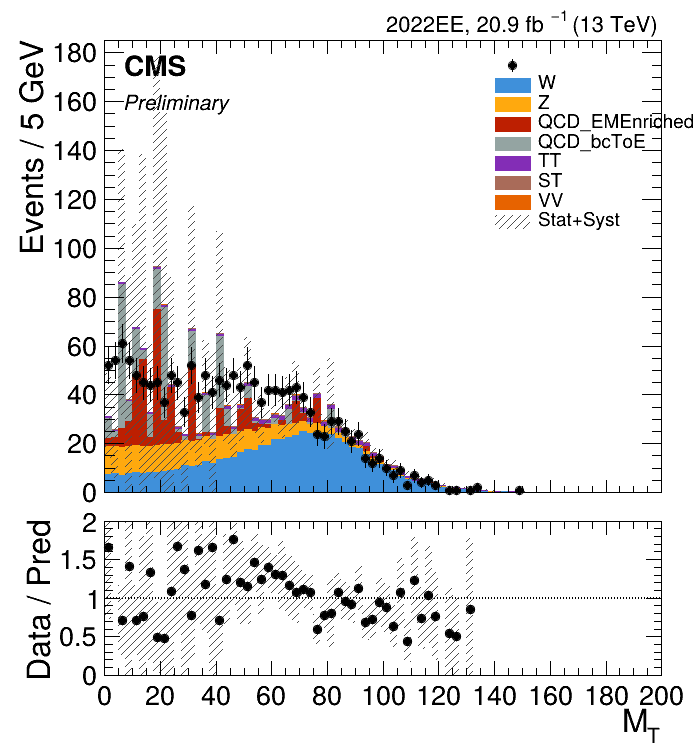 2022EE, 20.9 fb⁻¹ (13 TeV)
CMS
Preliminary
W
Z
QCD_EMEnriched
QCD_bcToE
TT
ST
VV
Stat+Syst
Events / 5 GeV
180
160
140
120
100
80
60
40
20
0
Data / Pred
2
1.5
1
0.5
0
0 20 40 60 80 100 120 140 160 180 200
M_T